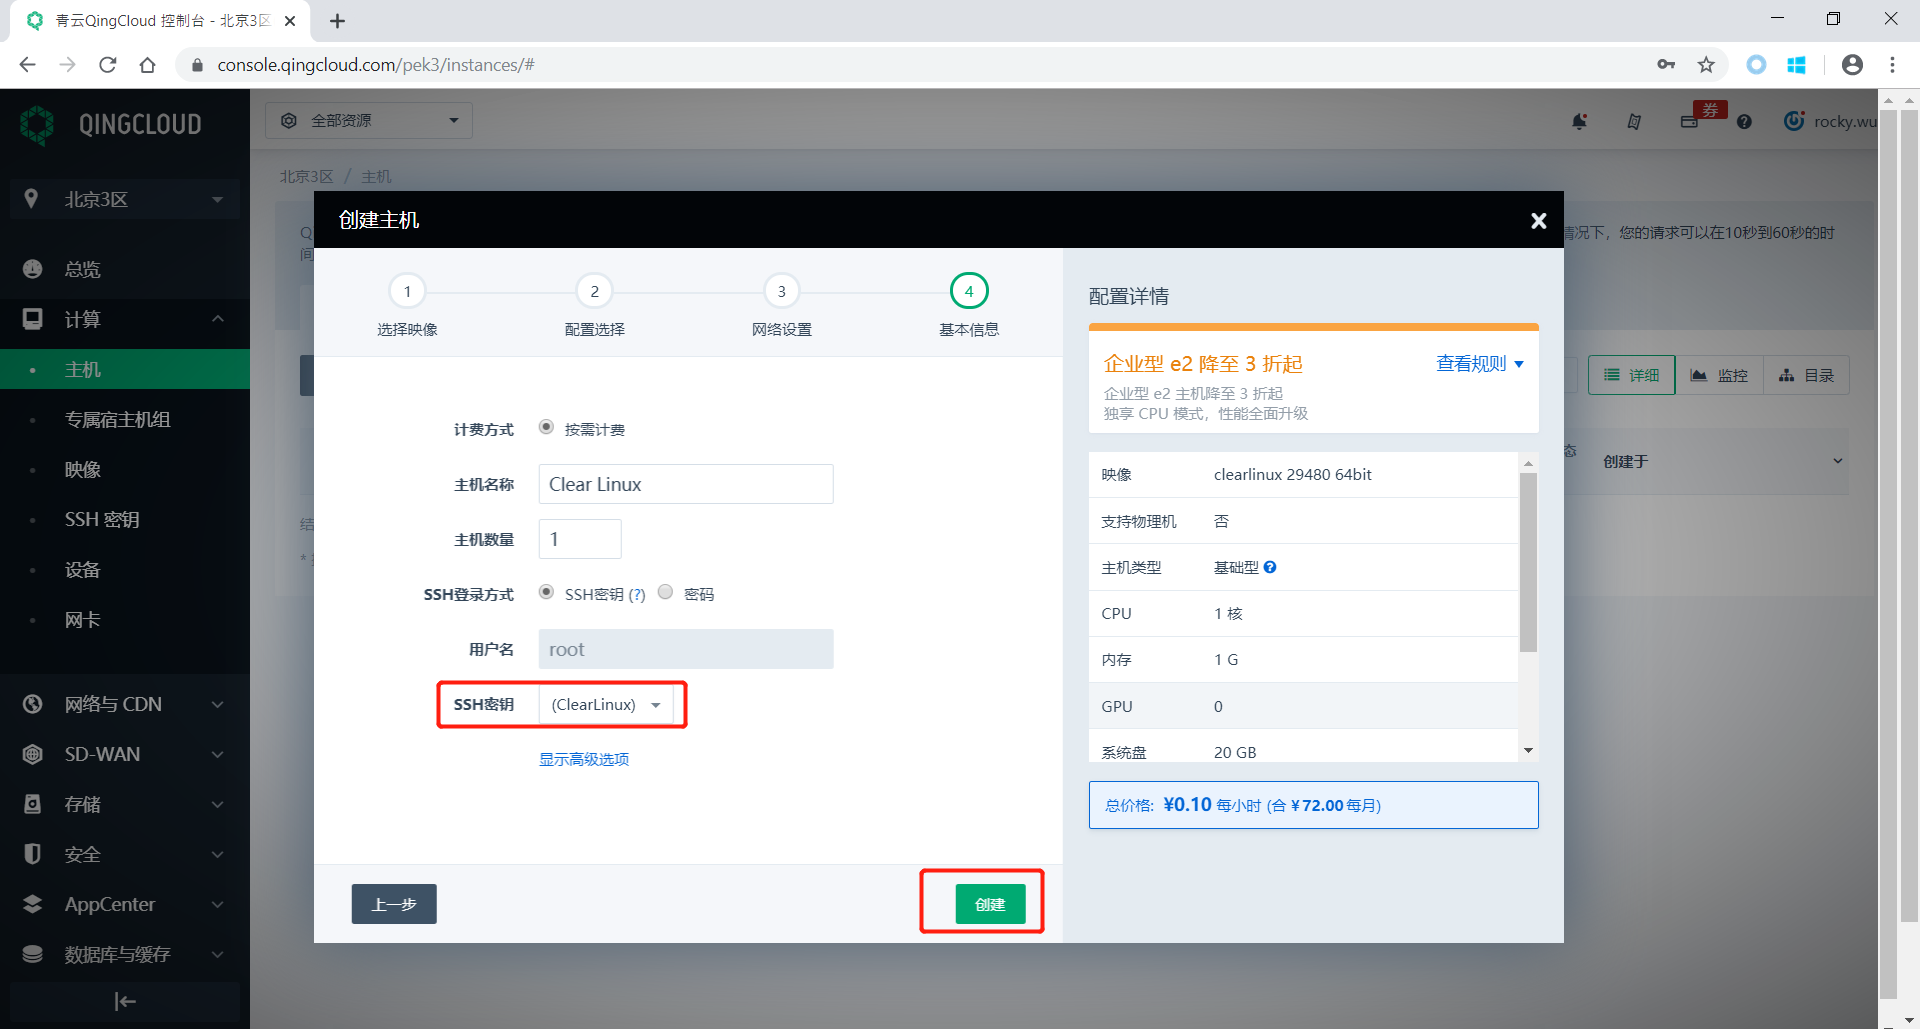 青云QingCloud 控制台 - 北京3区
console.qingcloud.com/pek3/instances/#
QINGCLOUD
全部资源
券
rocky.wu
北京3区
北京3区 / 主机
创建主机
情况下，您的请求可以在10秒到60秒的时
间
总览
计算
主机
专属宿主机组
映像
SSH 密钥
设备
网卡
网络与 CDN
SD-WAN
存储
安全
AppCenter
数据库与缓存
1
2
3
4
选择映像
配置选择
网络设置
基本信息
计费方式
按需计费
主机名称
Clear Linux
主机数量
1
SSH登录方式
SSH密钥 (?)
密码
用户名
root
SSH密钥
(ClearLinux)
显示高级选项
上一步
创建
配置详情
企业型 e2 降至 3 折起
查看规则
企业型 e2 主机降至 3 折起
独享 CPU 模式，性能全面升级
映像
clearlinux 29480 64bit
支持物理机
否
主机类型
基础型
CPU
1 核
内存
1 G
GPU
0
系统盘
20 GB
总价格: ¥0.10 每小时 (合 ¥ 72.00 每月)
详细
监控
目录
态
创建于